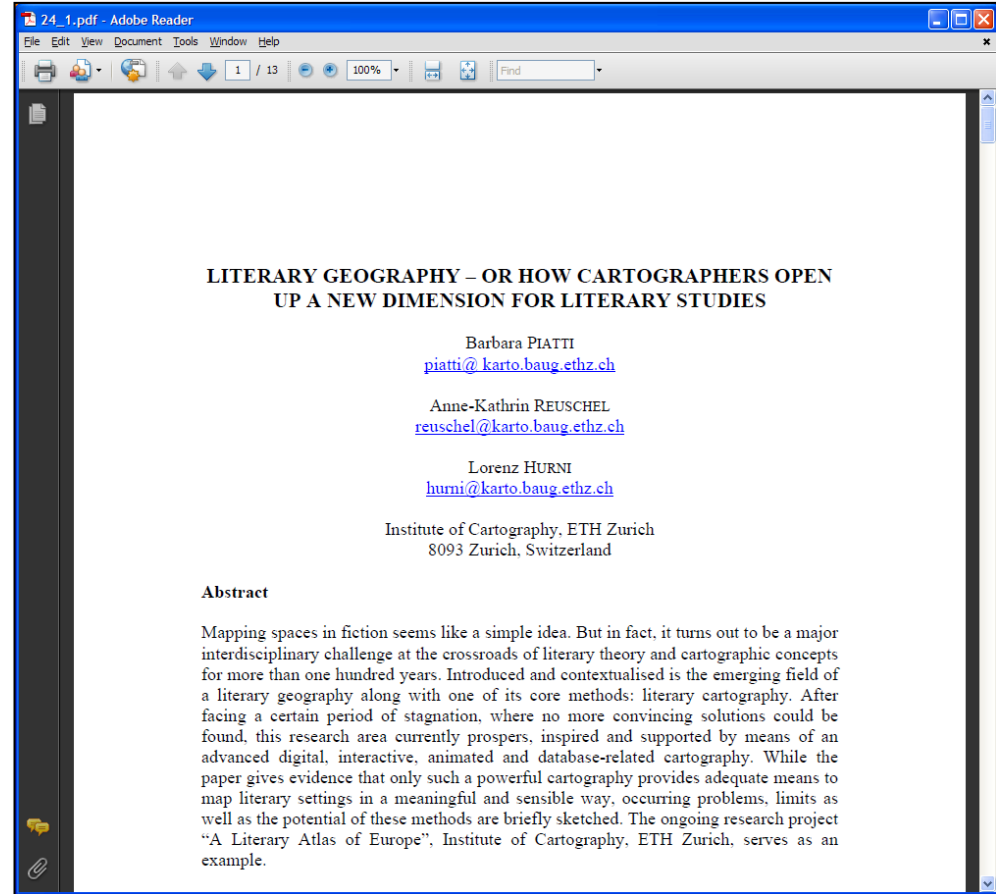 24_1.pdf - Adobe Reader
File Edit View Document Tools Window Help
1 / 13 100% Find
LITERARY GEOGRAPHY – OR HOW CARTOGRAPHERS OPEN
UP A NEW DIMENSION FOR LITERARY STUDIES
Barbara PIATTI
piatti@ karto.baug.ethz.ch
Anne-Kathrin REUSCHEL
reuschel@karto.baug.ethz.ch
Lorenz HURNI
hurni@karto.baug.ethz.ch
Institute of Cartography, ETH Zurich
8093 Zurich, Switzerland
Abstract
Mapping spaces in fiction seems like a simple idea. But in fact, it turns out to be a major
interdisciplinary challenge at the crossroads of literary theory and cartographic concepts
for more than one hundred years. Introduced and contextualised is the emerging field of
a literary geography along with one of its core methods: literary cartography. After
facing a certain period of stagnation, where no more convincing solutions could be
found, this research area currently prospers, inspired and supported by means of an
advanced digital, interactive, animated and database-related cartography. While the
paper gives evidence that only such a powerful cartography provides adequate means to
map literary settings in a meaningful and sensible way, occurring problems, limits as
well as the potential of these methods are briefly sketched. The ongoing research project
“A Literary Atlas of Europe”, Institute of Cartography, ETH Zurich, serves as an
example.